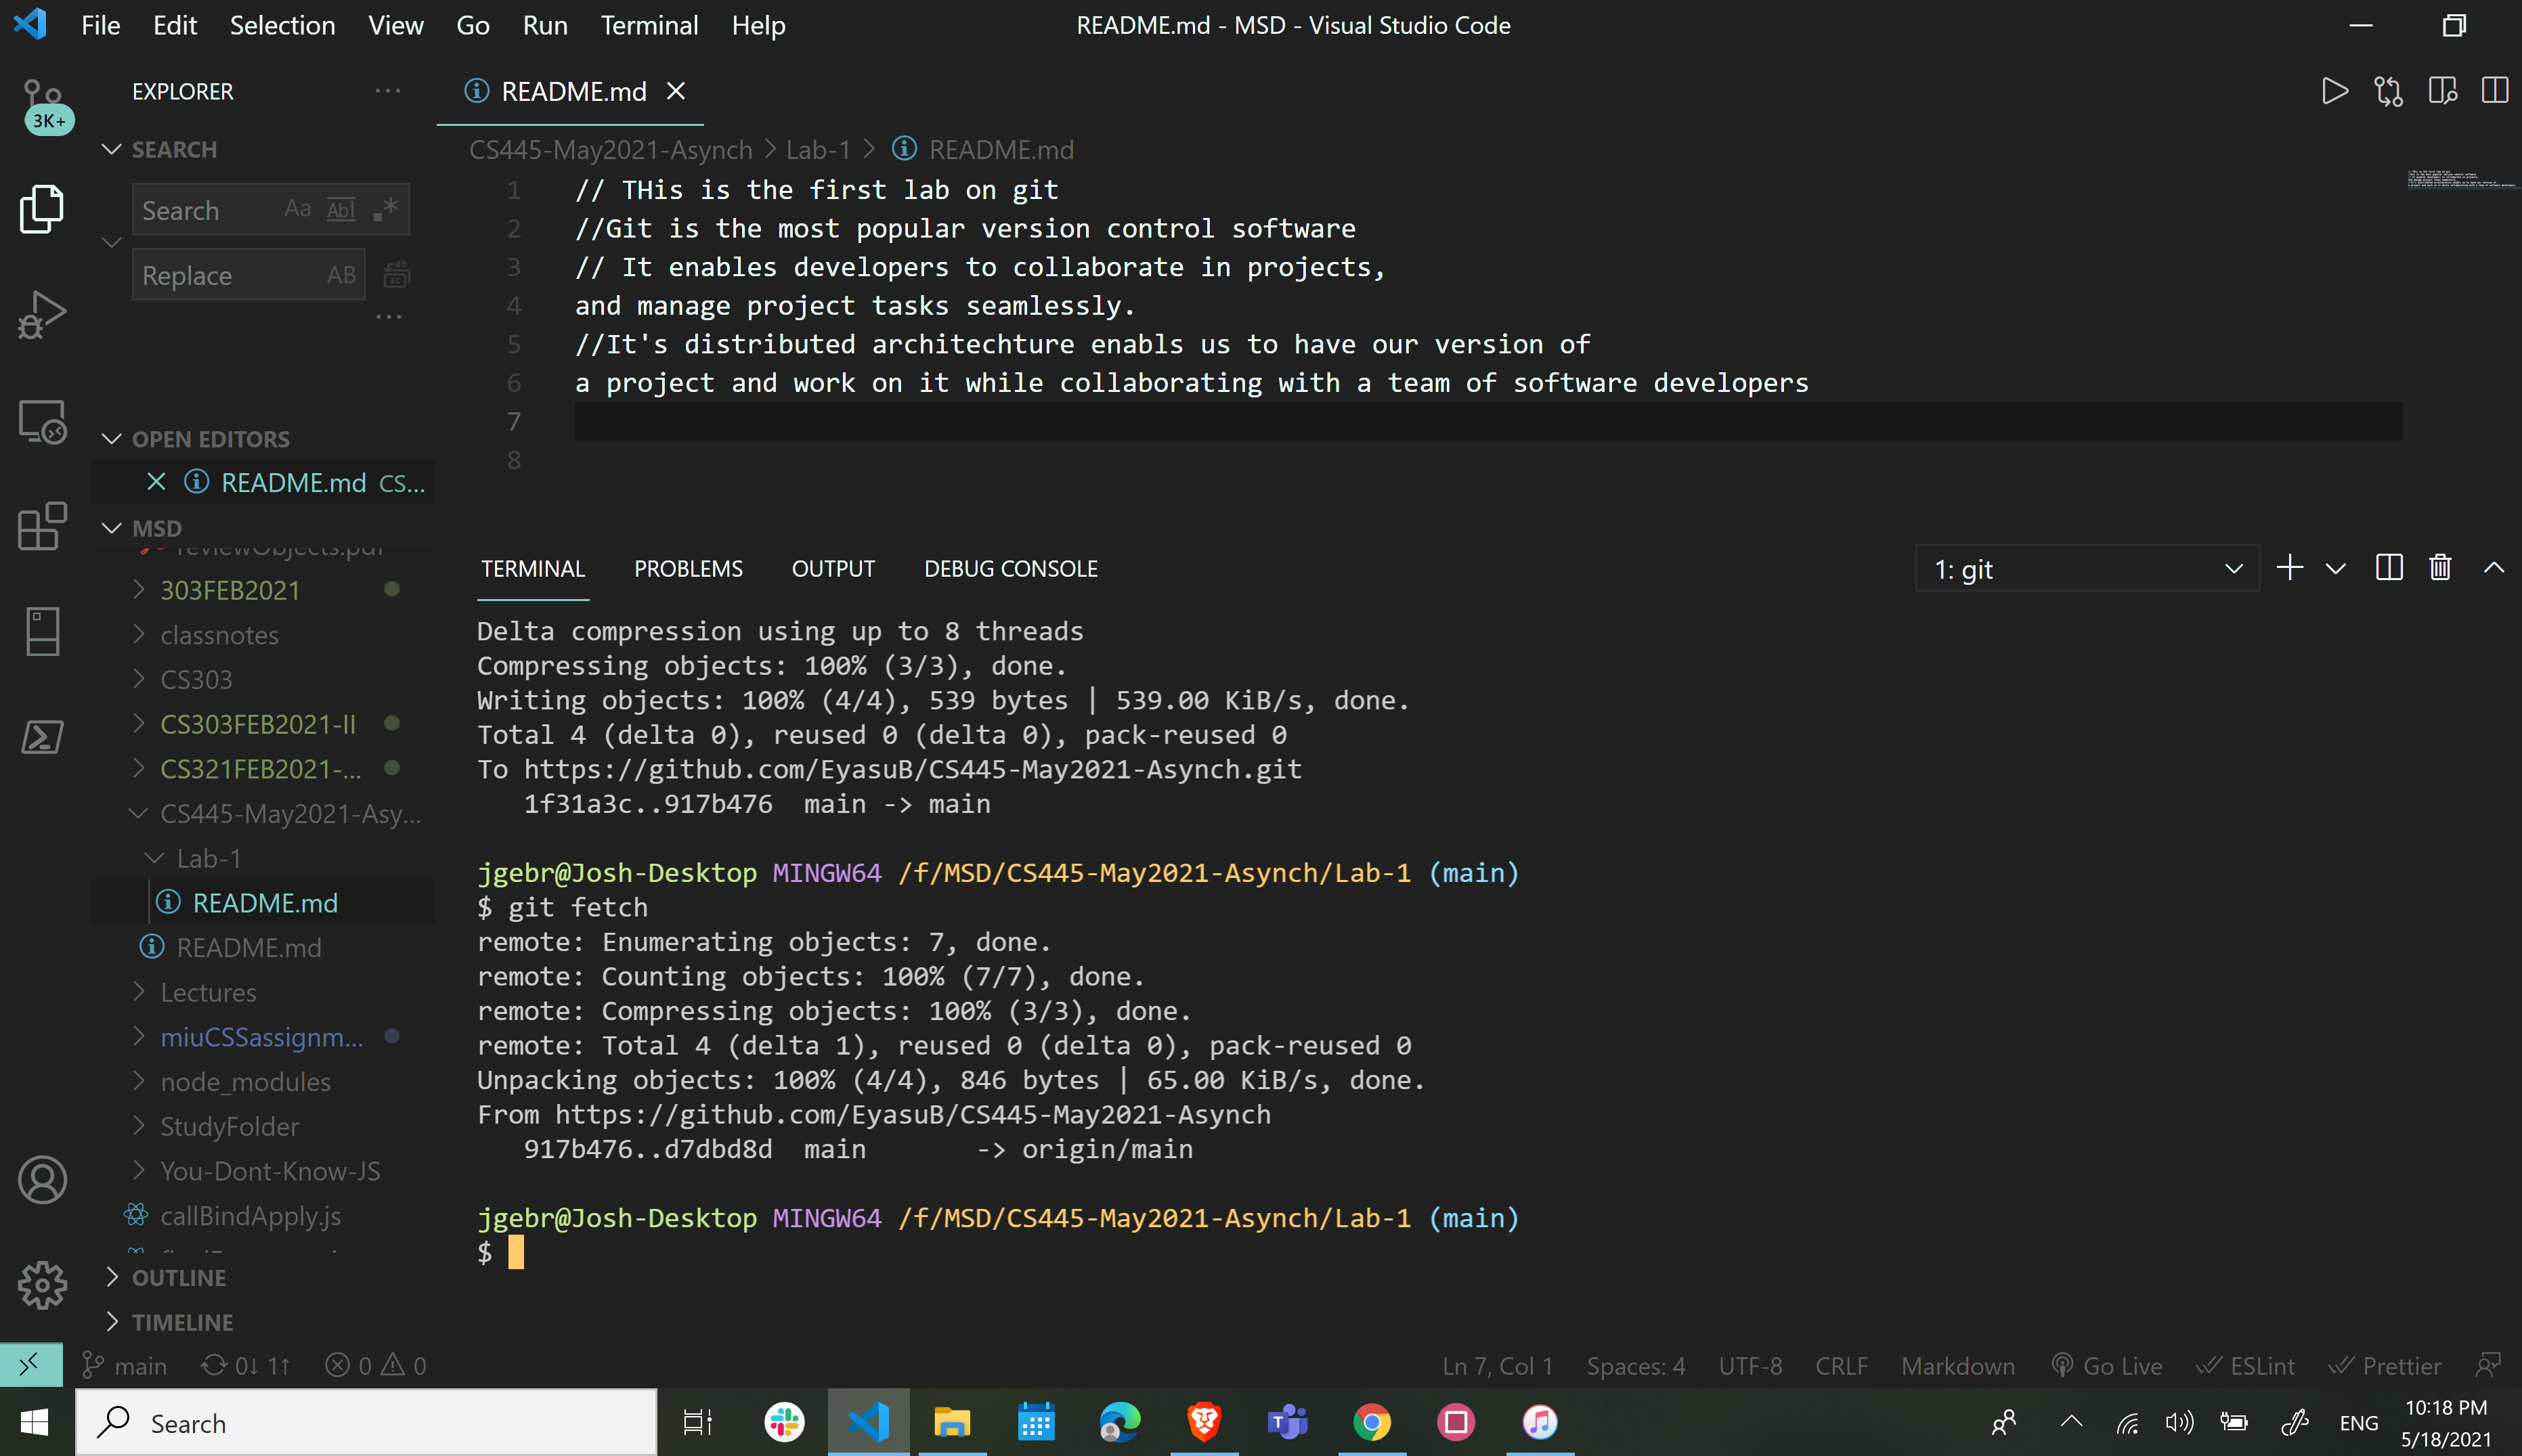 File Edit Selection View Go Run Terminal Help
README.md - MSD - Visual Studio Code
3K+
EXPLORER ···
SEARCH
Search Aa Abl .*
Replace AB
···
OPEN EDITORS
README.md CS...
MSD
reviewObjects.pdf
303FEB2021
classnotes
CS303
CS303FEB2021-II
CS321FEB2021-...
CS445-May2021-Asy...
Lab-1
README.md
README.md
Lectures
miuCSSassignm...
node_modules
StudyFolder
You-Dont-Know-JS
callBindApply.js
OUTLINE
TIMELINE
README.md
CS445-May2021-Asynch > Lab-1 > README.md
1 // THis is the first lab on git
2 //Git is the most popular version control software
3 // It enables developers to collaborate in projects,
4 and manage project tasks seamlessly.
5 //It's distributed architechture enabls us to have our version of
6 a project and work on it while collaborating with a team of software developers
7
8
TERMINAL PROBLEMS OUTPUT DEBUG CONSOLE 1: git
Delta compression using up to 8 threads
Compressing objects: 100% (3/3), done.
Writing objects: 100% (4/4), 539 bytes | 539.00 KiB/s, done.
Total 4 (delta 0), reused 0 (delta 0), pack-reused 0
To https://github.com/EyasuB/CS445-May2021-Asynch.git
1f31a3c..917b476 main -> main
jgebr@Josh-Desktop MINGW64 /f/MSD/CS445-May2021-Asynch/Lab-1 (main)
$ git fetch
remote: Enumerating objects: 7, done.
remote: Counting objects: 100% (7/7), done.
remote: Compressing objects: 100% (3/3), done.
remote: Total 4 (delta 1), reused 0 (delta 0), pack-reused 0
Unpacking objects: 100% (4/4), 846 bytes | 65.00 KiB/s, done.
From https://github.com/EyasuB/CS445-May2021-Asynch
917b476..d7dbd8d main -> origin/main
jgebr@Josh-Desktop MINGW64 /f/MSD/CS445-May2021-Asynch/Lab-1 (main)
$
main 0↓ 1↑ 0 0 Ln 7, Col 1 Spaces: 4 UTF-8 CRLF Markdown Go Live ESLint Prettier
Search
ENG
10:18 PM
5/18/2021